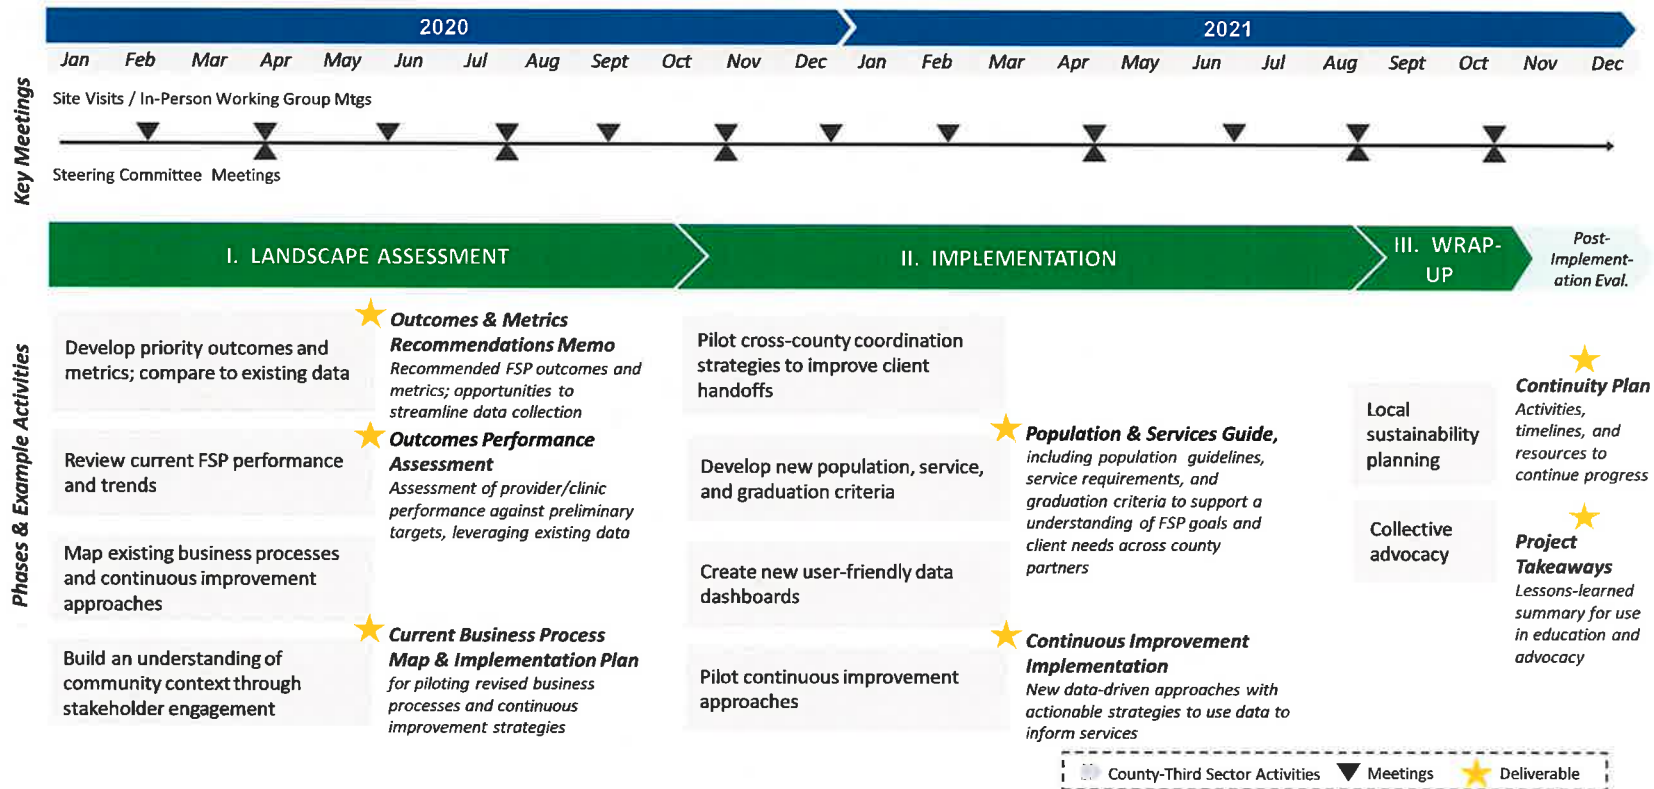 2020
2021
Jan Feb Mar Apr May Jun Jul Aug Sept Oct Nov Dec Jan Feb Mar Apr May Jun Jul Aug Sept Oct Nov Dec
Key Meetings
Site Visits / In-Person Working Group Mtgs
Steering Committee Meetings
I. LANDSCAPE ASSESSMENT
II. IMPLEMENTATION
III. WRAP-
UP
Post-
Implement-
ation Eval.
Phases & Example Activities
Develop priority outcomes and
metrics; compare to existing data
Review current FSP performance
and trends
Map existing business processes
and continuous improvement
approaches
Build an understanding of
community context through
stakeholder engagement
Outcomes & Metrics
Recommendations Memo
Recommended FSP outcomes and
metrics; opportunities to
streamline data collection
Outcomes Performance
Assessment
Assessment of provider/clinic
performance against preliminary
targets, leveraging existing data
Current Business Process
Map & Implementation Plan
for piloting revised business
processes and continuous
improvement strategies
Pilot cross-county coordination
strategies to improve client
handoffs
Develop new population, service,
and graduation criteria
Create new user-friendly data
dashboards
Pilot continuous improvement
approaches
Population & Services Guide,
including population guidelines,
service requirements, and
graduation criteria to support a
understanding of FSP goals and
client needs across county
partners
Continuous Improvement
Implementation
New data-driven approaches with
actionable strategies to use data to
inform services
Local
sustainability
planning
Collective
advocacy
Continuity Plan
Activities,
timelines, and
resources to
continue progress
Project
Takeaways
Lessons-learned
summary for use
in education and
advocacy
County-Third Sector Activities
Meetings
Deliverable